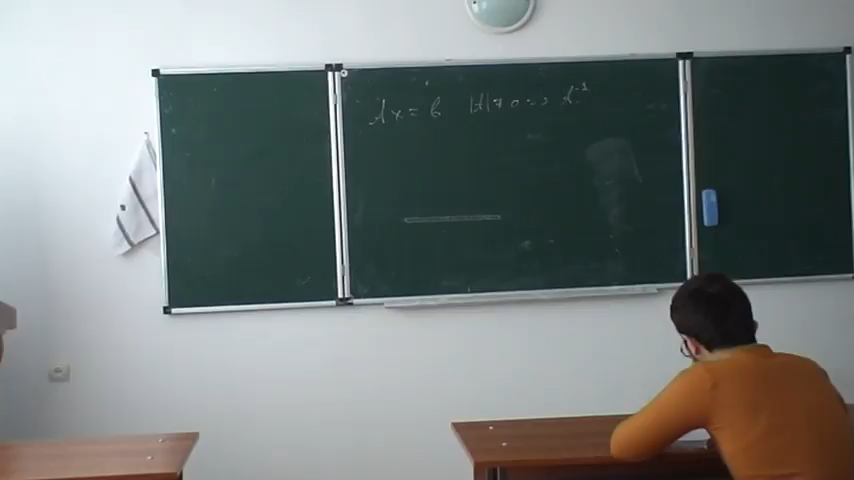 Ax = b |A| ≠ 0 => A⁻¹